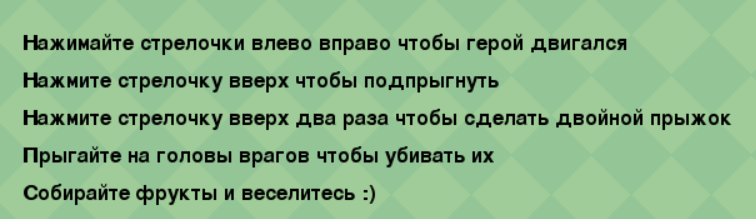 Нажимайте стрелочки влево вправо чтобы герой двигался
Нажмите стрелочку вверх чтобы подпрыгнуть
Нажмите стрелочку вверх два раза чтобы сделать двойной прыжок
Прыгайте на головы врагов чтобы убивать их
Собирайте фрукты и веселитесь :)